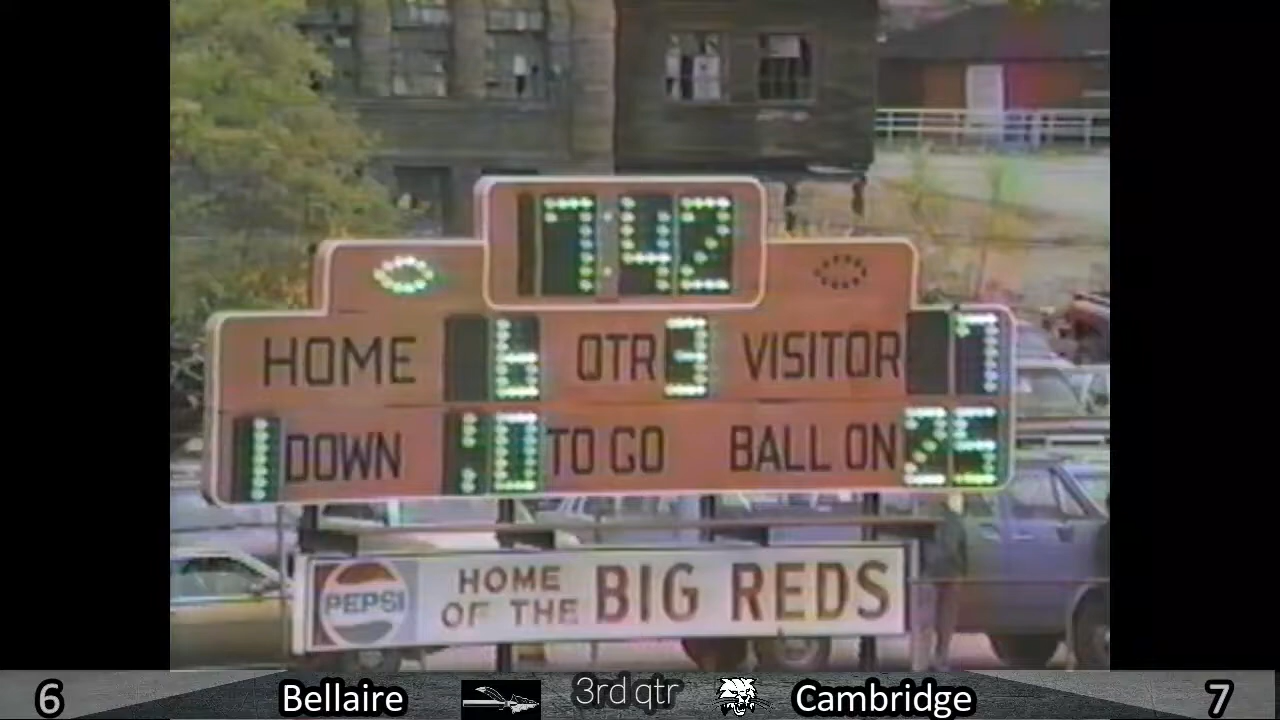 7:42
HOME 6 QTR 3 VISITOR 7
1 DOWN 10 TO GO BALL ON 25
PEPSI
HOME
OF THE BIG REDS
6 Bellaire 3rd qtr Cambridge 7